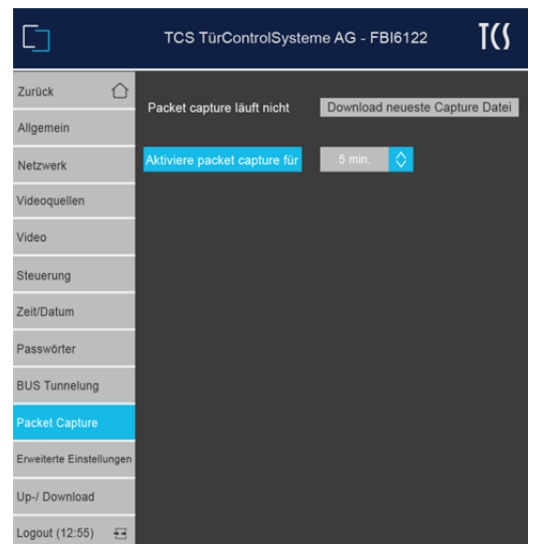 TCS TürControlSysteme AG - FBI6122
TCS
Zurück
Packet capture läuft nicht
Download neueste Capture Datei
Allgemein
Aktiviere packet capture für
5 min.
Netzwerk
Videoquellen
Video
Steuerung
Zeit/Datum
Passwörter
BUS Tunnelung
Packet Capture
Erweiterte Einstellungen
Up-/ Download
Logout (12:55)